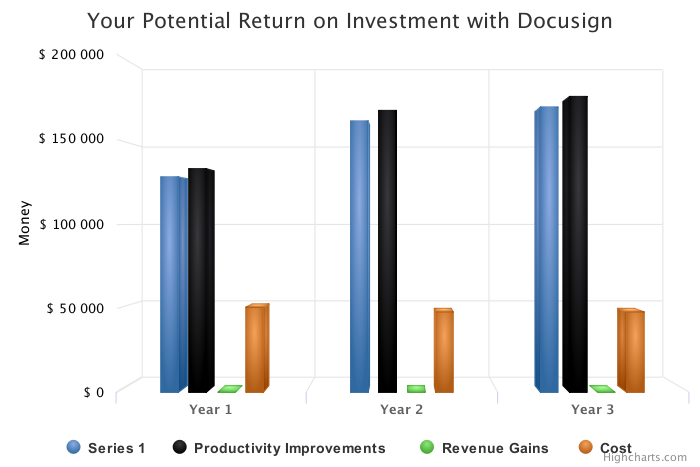 Your Potential Return on Investment with Docusign
$ 200 000
$ 150 000
$ 100 000
$ 50 000
$ 0
Money
Year 1
Year 2
Year 3
Series 1
Productivity Improvements
Revenue Gains
Cost
Highcharts.com